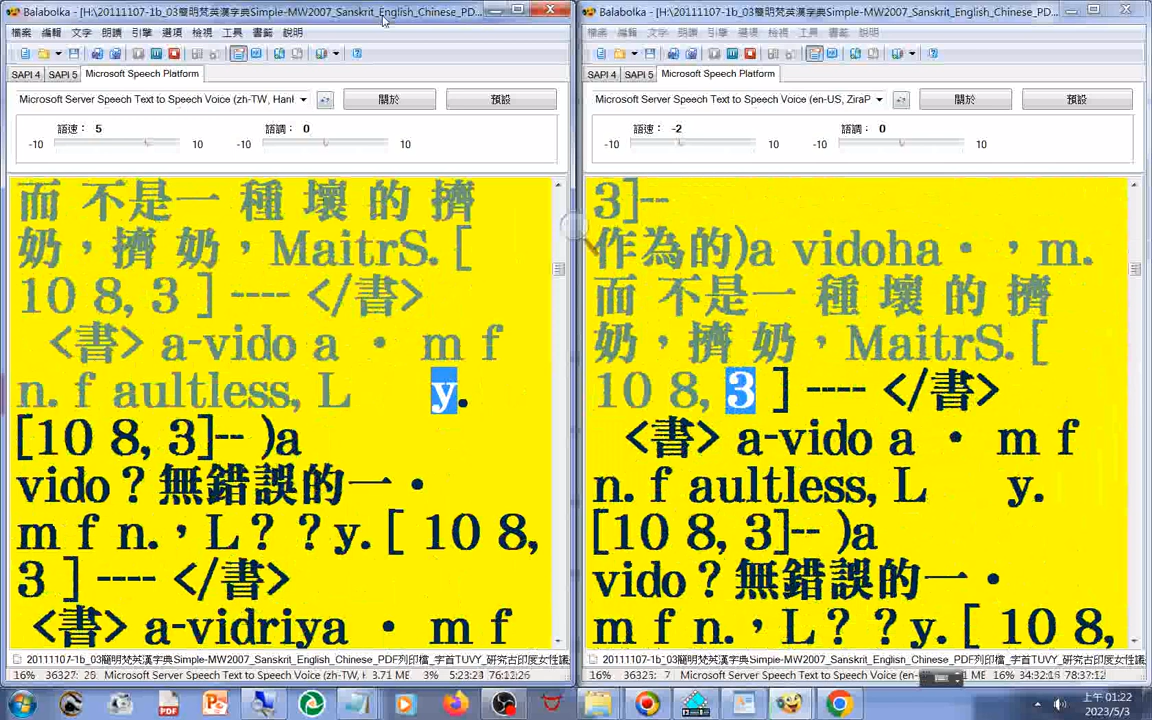 Balabolka - [H:\20111107-1b_03簡明梵英漢字典Simple-MW2007_Sanskrit_English_Chinese_PD...
檔案 編輯 文字 朗讀 引擎 選項 檢視 工具 書籤 說明
SAPI 4 SAPI 5 Microsoft Speech Platform
Microsoft Server Speech Text to Speech Voice (zh-TW, Hanl 關於 預設
語速: 5 語調: 0
-10 10 -10 10
而 不是一 種 壞 的 擠
奶，擠 奶，MaitrS. [
10 8, 3 ] ---- </書>
<書> a-vido a • m f
n. f aultless, L y.
[10 8, 3]-- )a
vido？無錯誤的一•
m f n.，L？？y. [ 10 8,
3 ] ---- </書>
<書> a-vidriya • m f
20111107-1b_03簡明梵英漢字典Simple-MW2007_Sanskrit_English_Chinese_PDF列印檔_字首TUVY_研究古印度女性議
16% 36327: 28 Microsoft Server Speech Text to Speech Voice (zh-TW, 3.71 ME 3% 5:23:23 76:12:26
Balabolka - [H:\20111107-1b_03簡明梵英漢字典Simple-MW2007_Sanskrit_English_Chinese_PD...
檔案 編輯 文字 朗讀 引擎 選項 檢視 工具 書籤 說明
SAPI 4 SAPI 5 Microsoft Speech Platform
Microsoft Server Speech Text to Speech Voice (en-US, ZiraP 關於 預設
語速: -2 語調: 0
-10 10 -10 10
3]--
作為的)a vidoha•，m.
而 不是一 種 壞 的 擠
奶，擠 奶，MaitrS. [
10 8, 3 ] ---- </書>
<書> a-vido a • m f
n. f aultless, L y.
[10 8, 3]-- )a
vido？無錯誤的一•
m f n.，L？？y. [ 10 8,
20111107-1b_03簡明梵英漢字典Simple-MW2007_Sanskrit_English_Chinese_PDF列印檔_字首TUVY_研究古印度女性議
16% 36325: 7 Microsoft Server Speech Text to Speech Voice (en- 16% 34:32:16 78:37:12
上午 01:22
2023/5/3